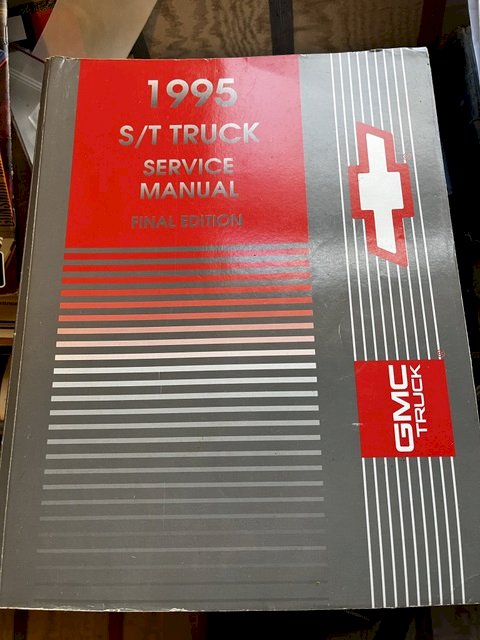 1995
S/T TRUCK
SERVICE
MANUAL
FINAL EDITION
GMC
TRUCK